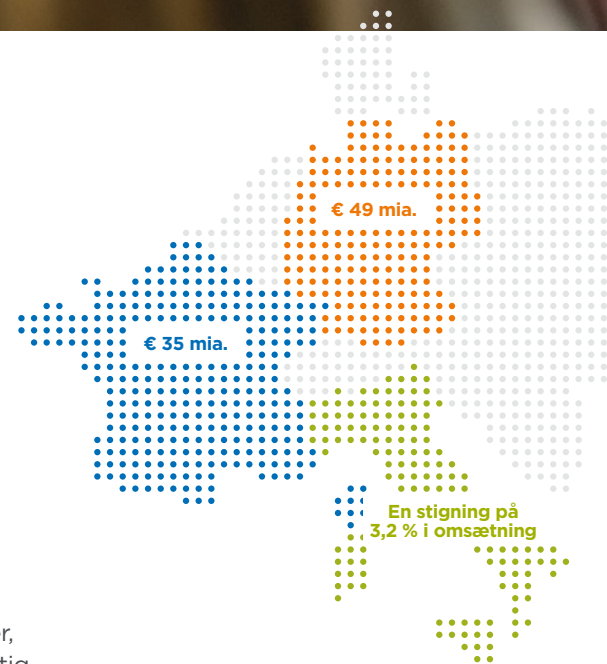 € 49 mia.
€ 35 mia.
En stigning på
3,2 % i omsætning